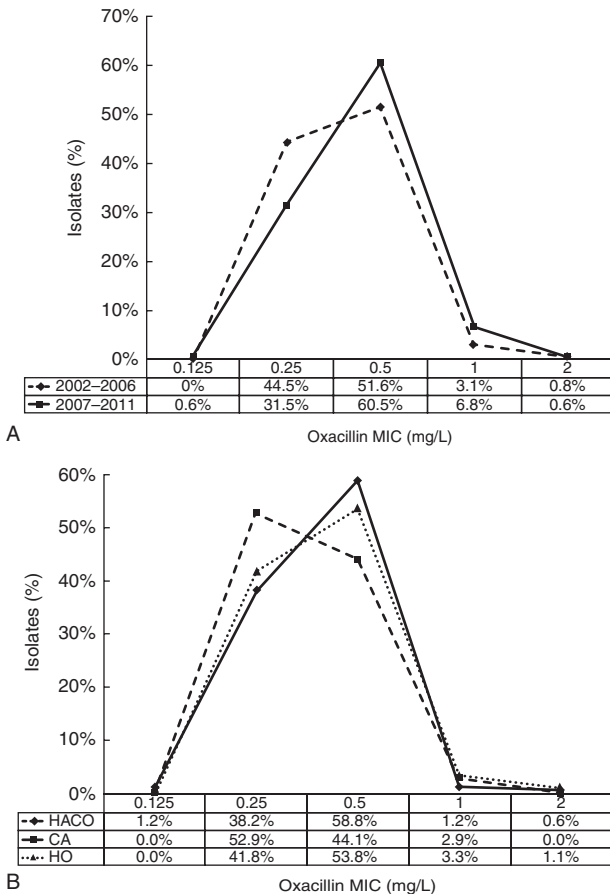 70%
60%
50%
40%
30%
20%
10%
0%
Isolates (%)
0.125 0.25 0.5 1 2
2002–2006 0% 44.5% 51.6% 3.1% 0.8%
2007–2011 0.6% 31.5% 60.5% 6.8% 0.6%
A
Oxacillin MIC (mg/L)
60%
50%
40%
30%
20%
10%
0%
Isolates (%)
0.125 0.25 0.5 1 2
HACO 1.2% 38.2% 58.8% 1.2% 0.6%
CA 0.0% 52.9% 44.1% 2.9% 0.0%
HO 0.0% 41.8% 53.8% 3.3% 1.1%
B
Oxacillin MIC (mg/L)